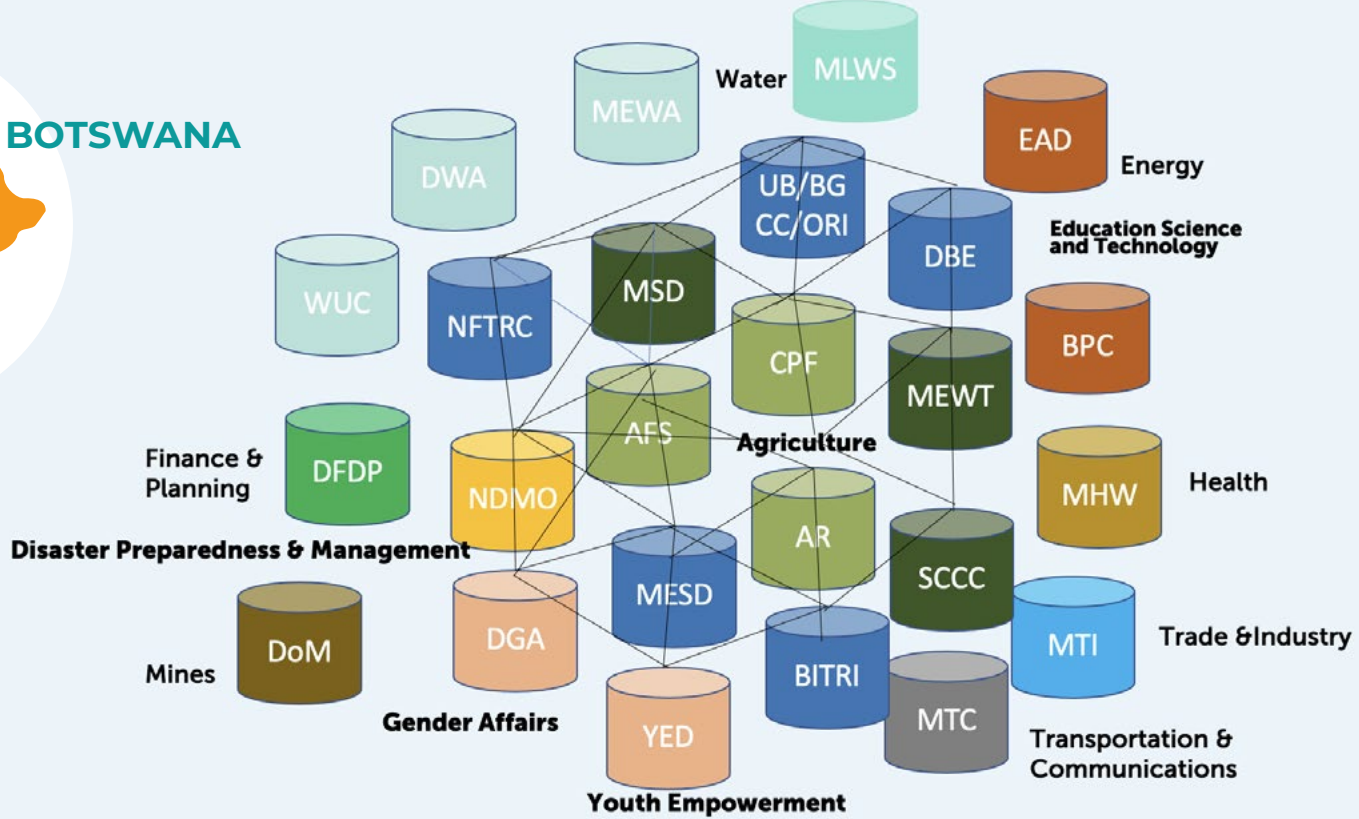 BOTSWANA
MLWS
Water
MEWA
EAD
Energy
DWA
UB/BG
CC/ORI
DBE
Education Science
and Technology
WUC
NFTRC
MSD
CPF
BPC
MEWT
AFS
Agriculture
Finance &
Planning
DFDP
NDMO
MHW
Health
Disaster Preparedness & Management
AR
SCCC
MESD
DGA
DoM
Mines
MTI
Trade &Industry
BITRI
MTC
Gender Affairs
YED
Transportation &
Communications
Youth Empowerment